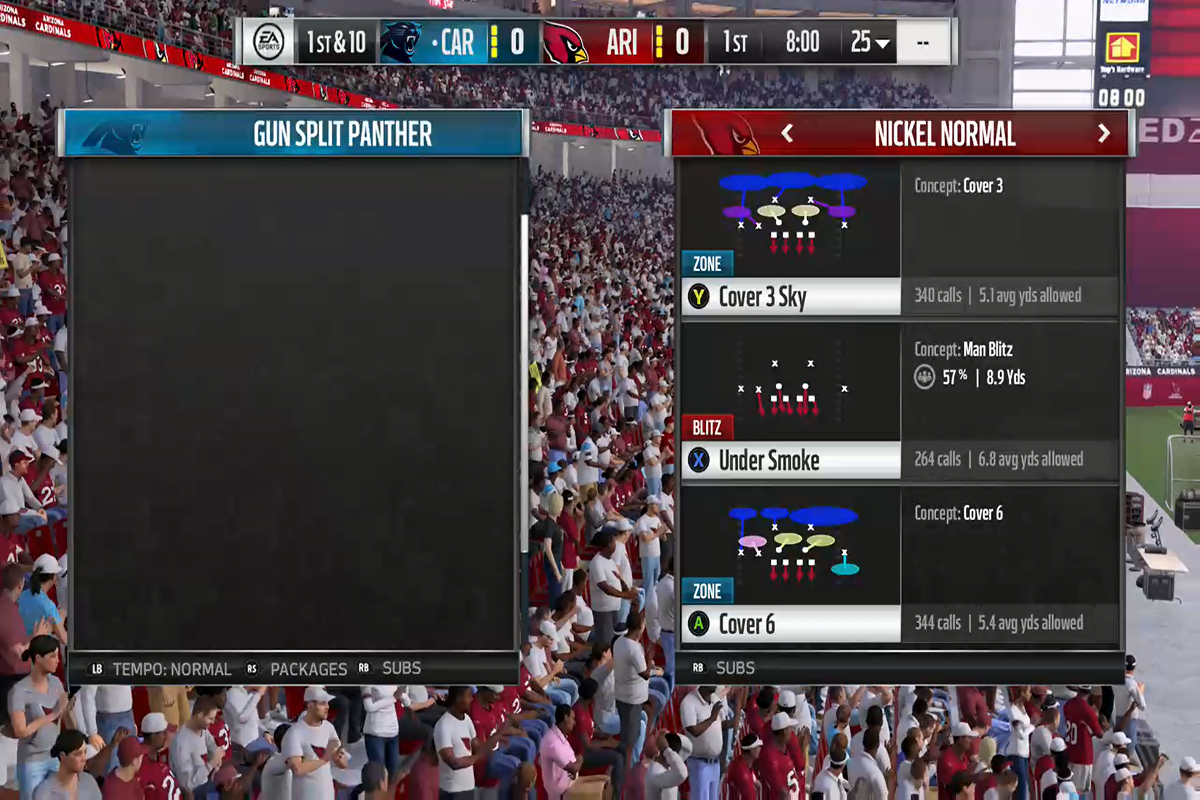 ARIZONA CARDINALS
CARDINALS
EA SPORTS
1ST & 10
CAR
0
ARI
0
1ST
8:00
25
--
08 00
GUN SPLIT PANTHER
NICKEL NORMAL
ZONE
Y Cover 3 Sky
Concept: Cover 3
340 calls | 5.1 avg yds allowed
BLITZ
X Under Smoke
Concept: Man Blitz
57% | 8.9 Yds
264 calls | 6.8 avg yds allowed
ZONE
A Cover 6
Concept: Cover 6
344 calls | 5.4 avg yds allowed
LB TEMPO: NORMAL RS PACKAGES RB SUBS
RB SUBS